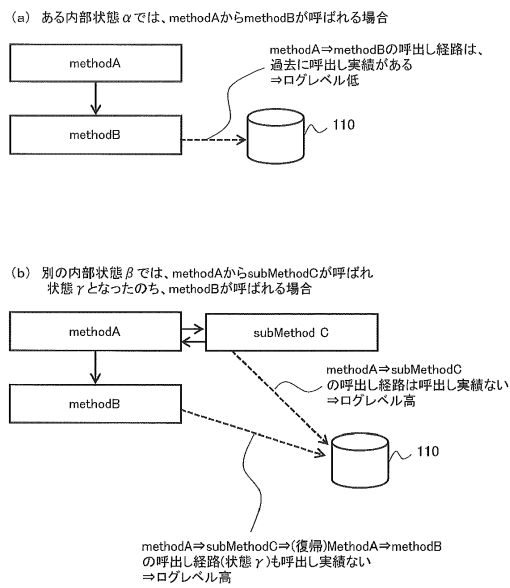 (a) ある内部状態αでは、methodAからmethodBが呼ばれる場合
methodA⇒methodBの呼出し経路は、
過去に呼出し実績がある
⇒ログレベル低
methodA
methodB
110
(b) 別の内部状態βでは、methodAからsubMethodCが呼ばれ
状態γとなったのち、methodBが呼ばれる場合
methodA
subMethod C
methodA⇒subMethodC
の呼出し経路は呼出し実績ない
⇒ログレベル高
methodB
110
methodA⇒subMethodC⇒(復帰)MethodA⇒methodB
の呼出し経路(状態γ)も呼出し実績ない
⇒ログレベル高